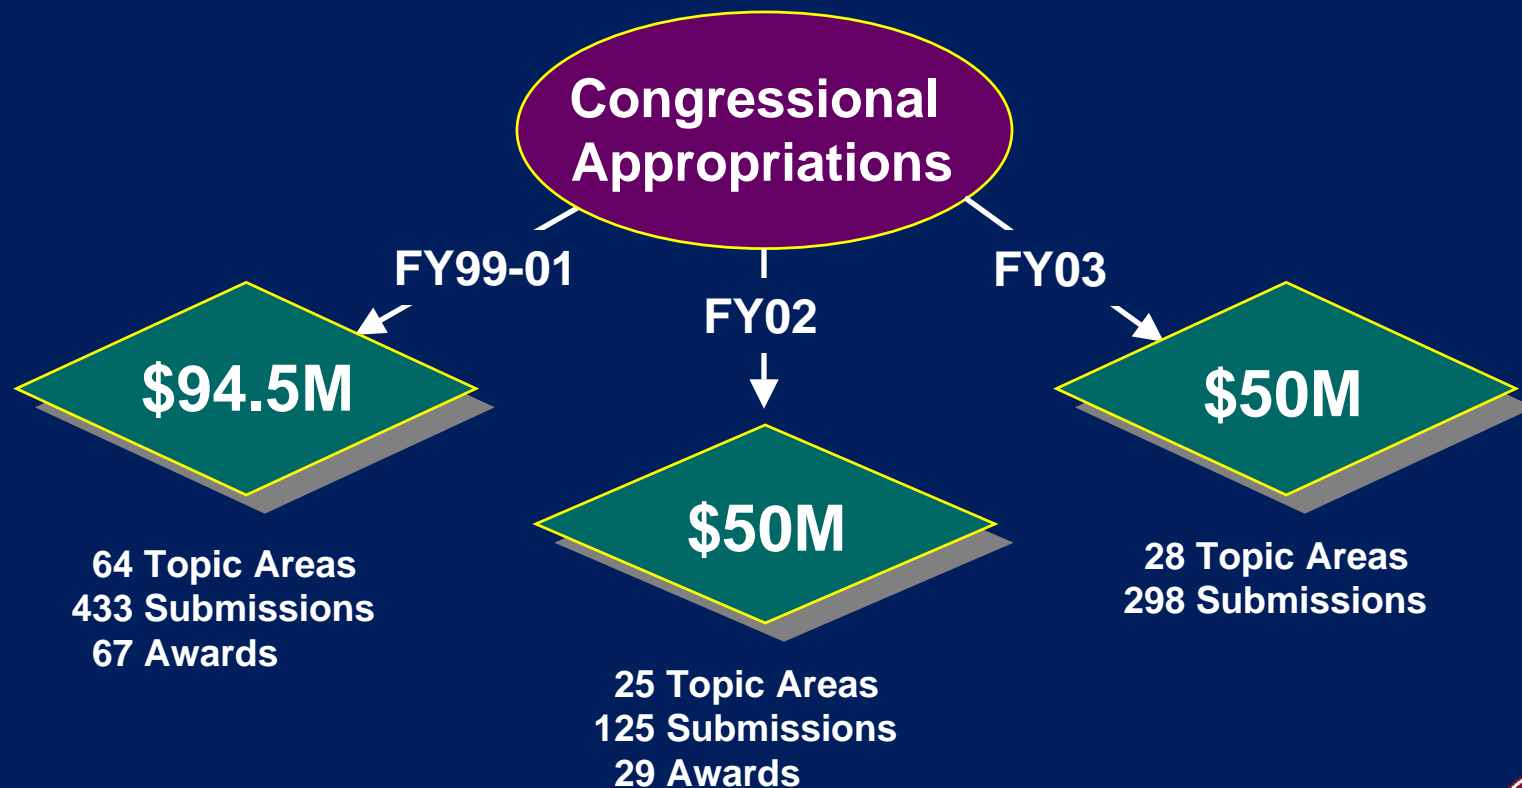 Congressional
Appropriations
FY99-01
FY02
FY03
$94.5M
$50M
$50M
64 Topic Areas
433 Submissions
67 Awards
25 Topic Areas
125 Submissions
29 Awards
28 Topic Areas
298 Submissions